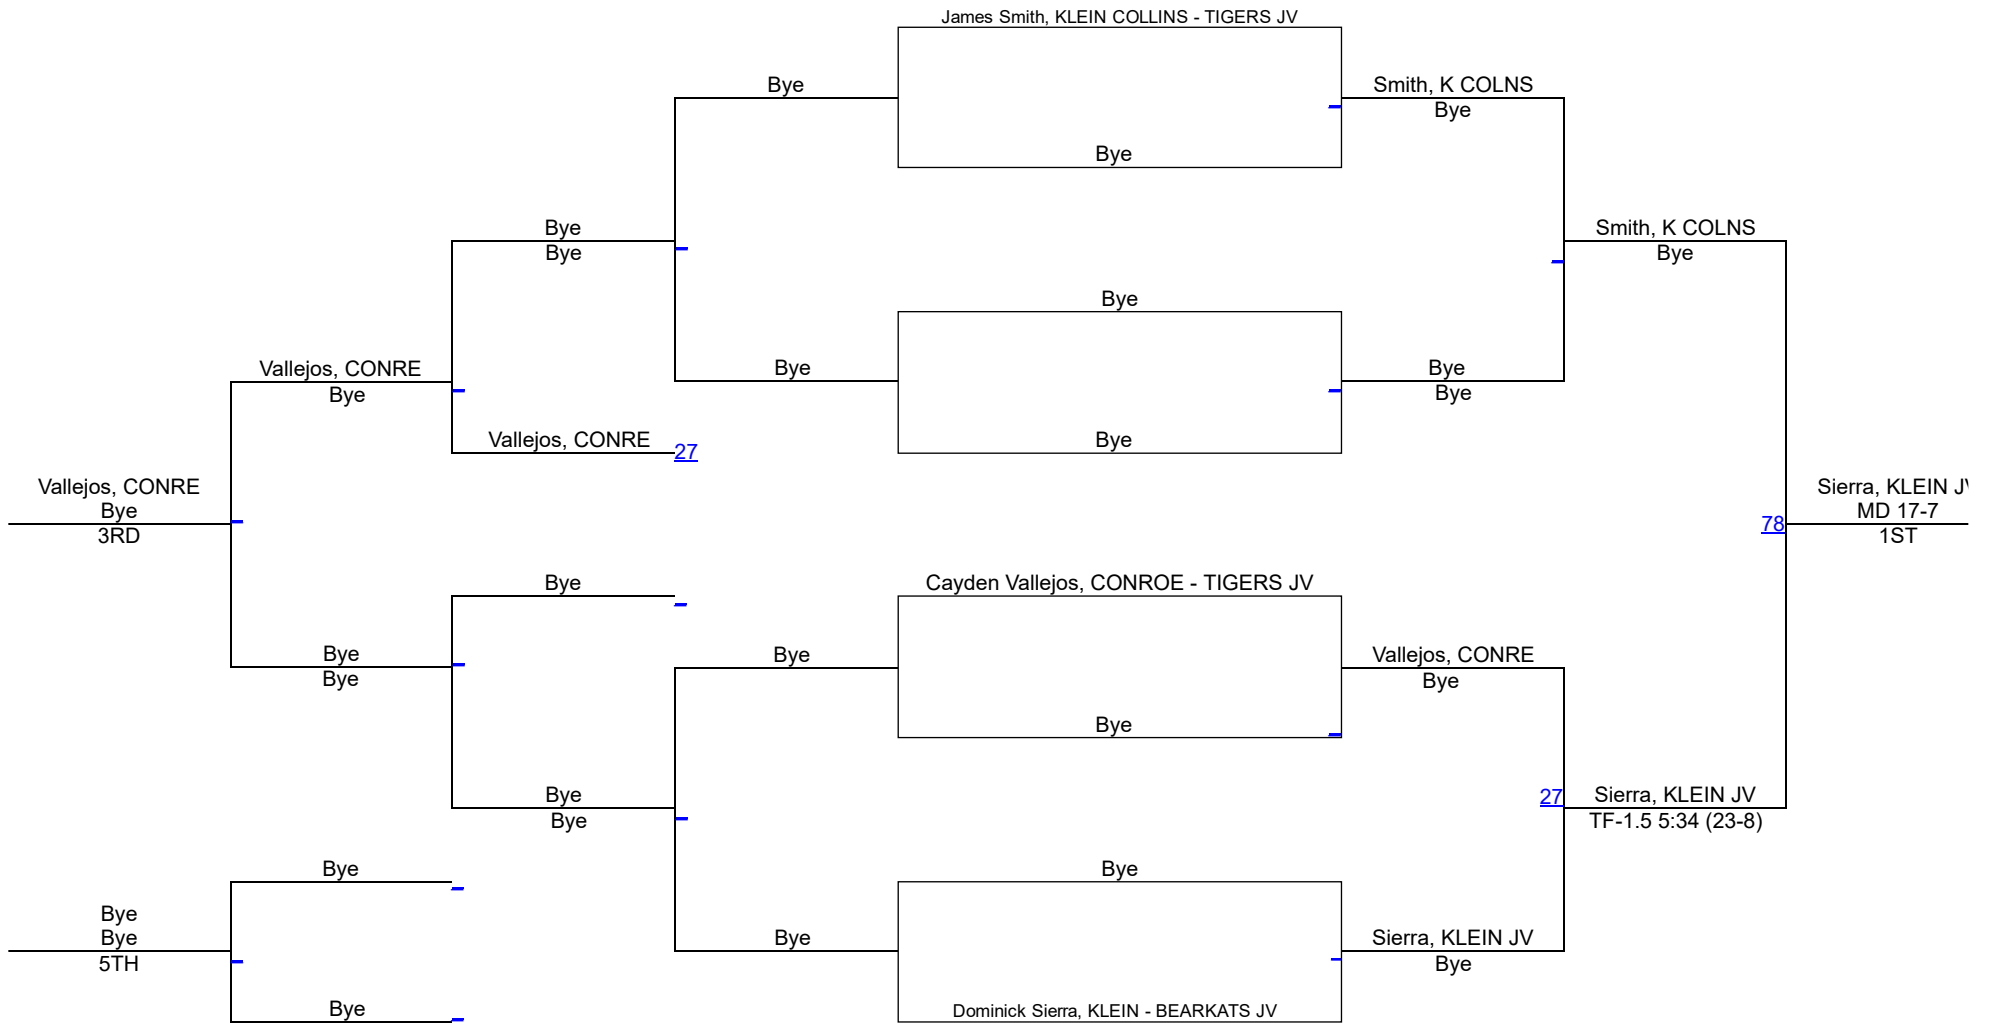 James Smith, KLEIN COLLINS - TIGERS JV
Bye
Smith, K COLNS
Bye
Bye
Bye
Bye
Smith, K COLNS
Bye
Bye
Vallejos, CONRE
Bye
Bye
Bye
Bye
Vallejos, CONRE
27
Bye
Vallejos, CONRE
Bye
3RD
Sierra, KLEIN J
MD 17-7
78
1ST
Bye
Cayden Vallejos, CONROE - TIGERS JV
Bye
Bye
Bye
Vallejos, CONRE
Bye
Bye
Bye
Bye
27
Sierra, KLEIN JV
TF-1.5 5:34 (23-8)
Bye
Bye
Bye
Bye
5TH
Bye
Sierra, KLEIN JV
Bye
Bye
Dominick Sierra, KLEIN - BEARKATS JV